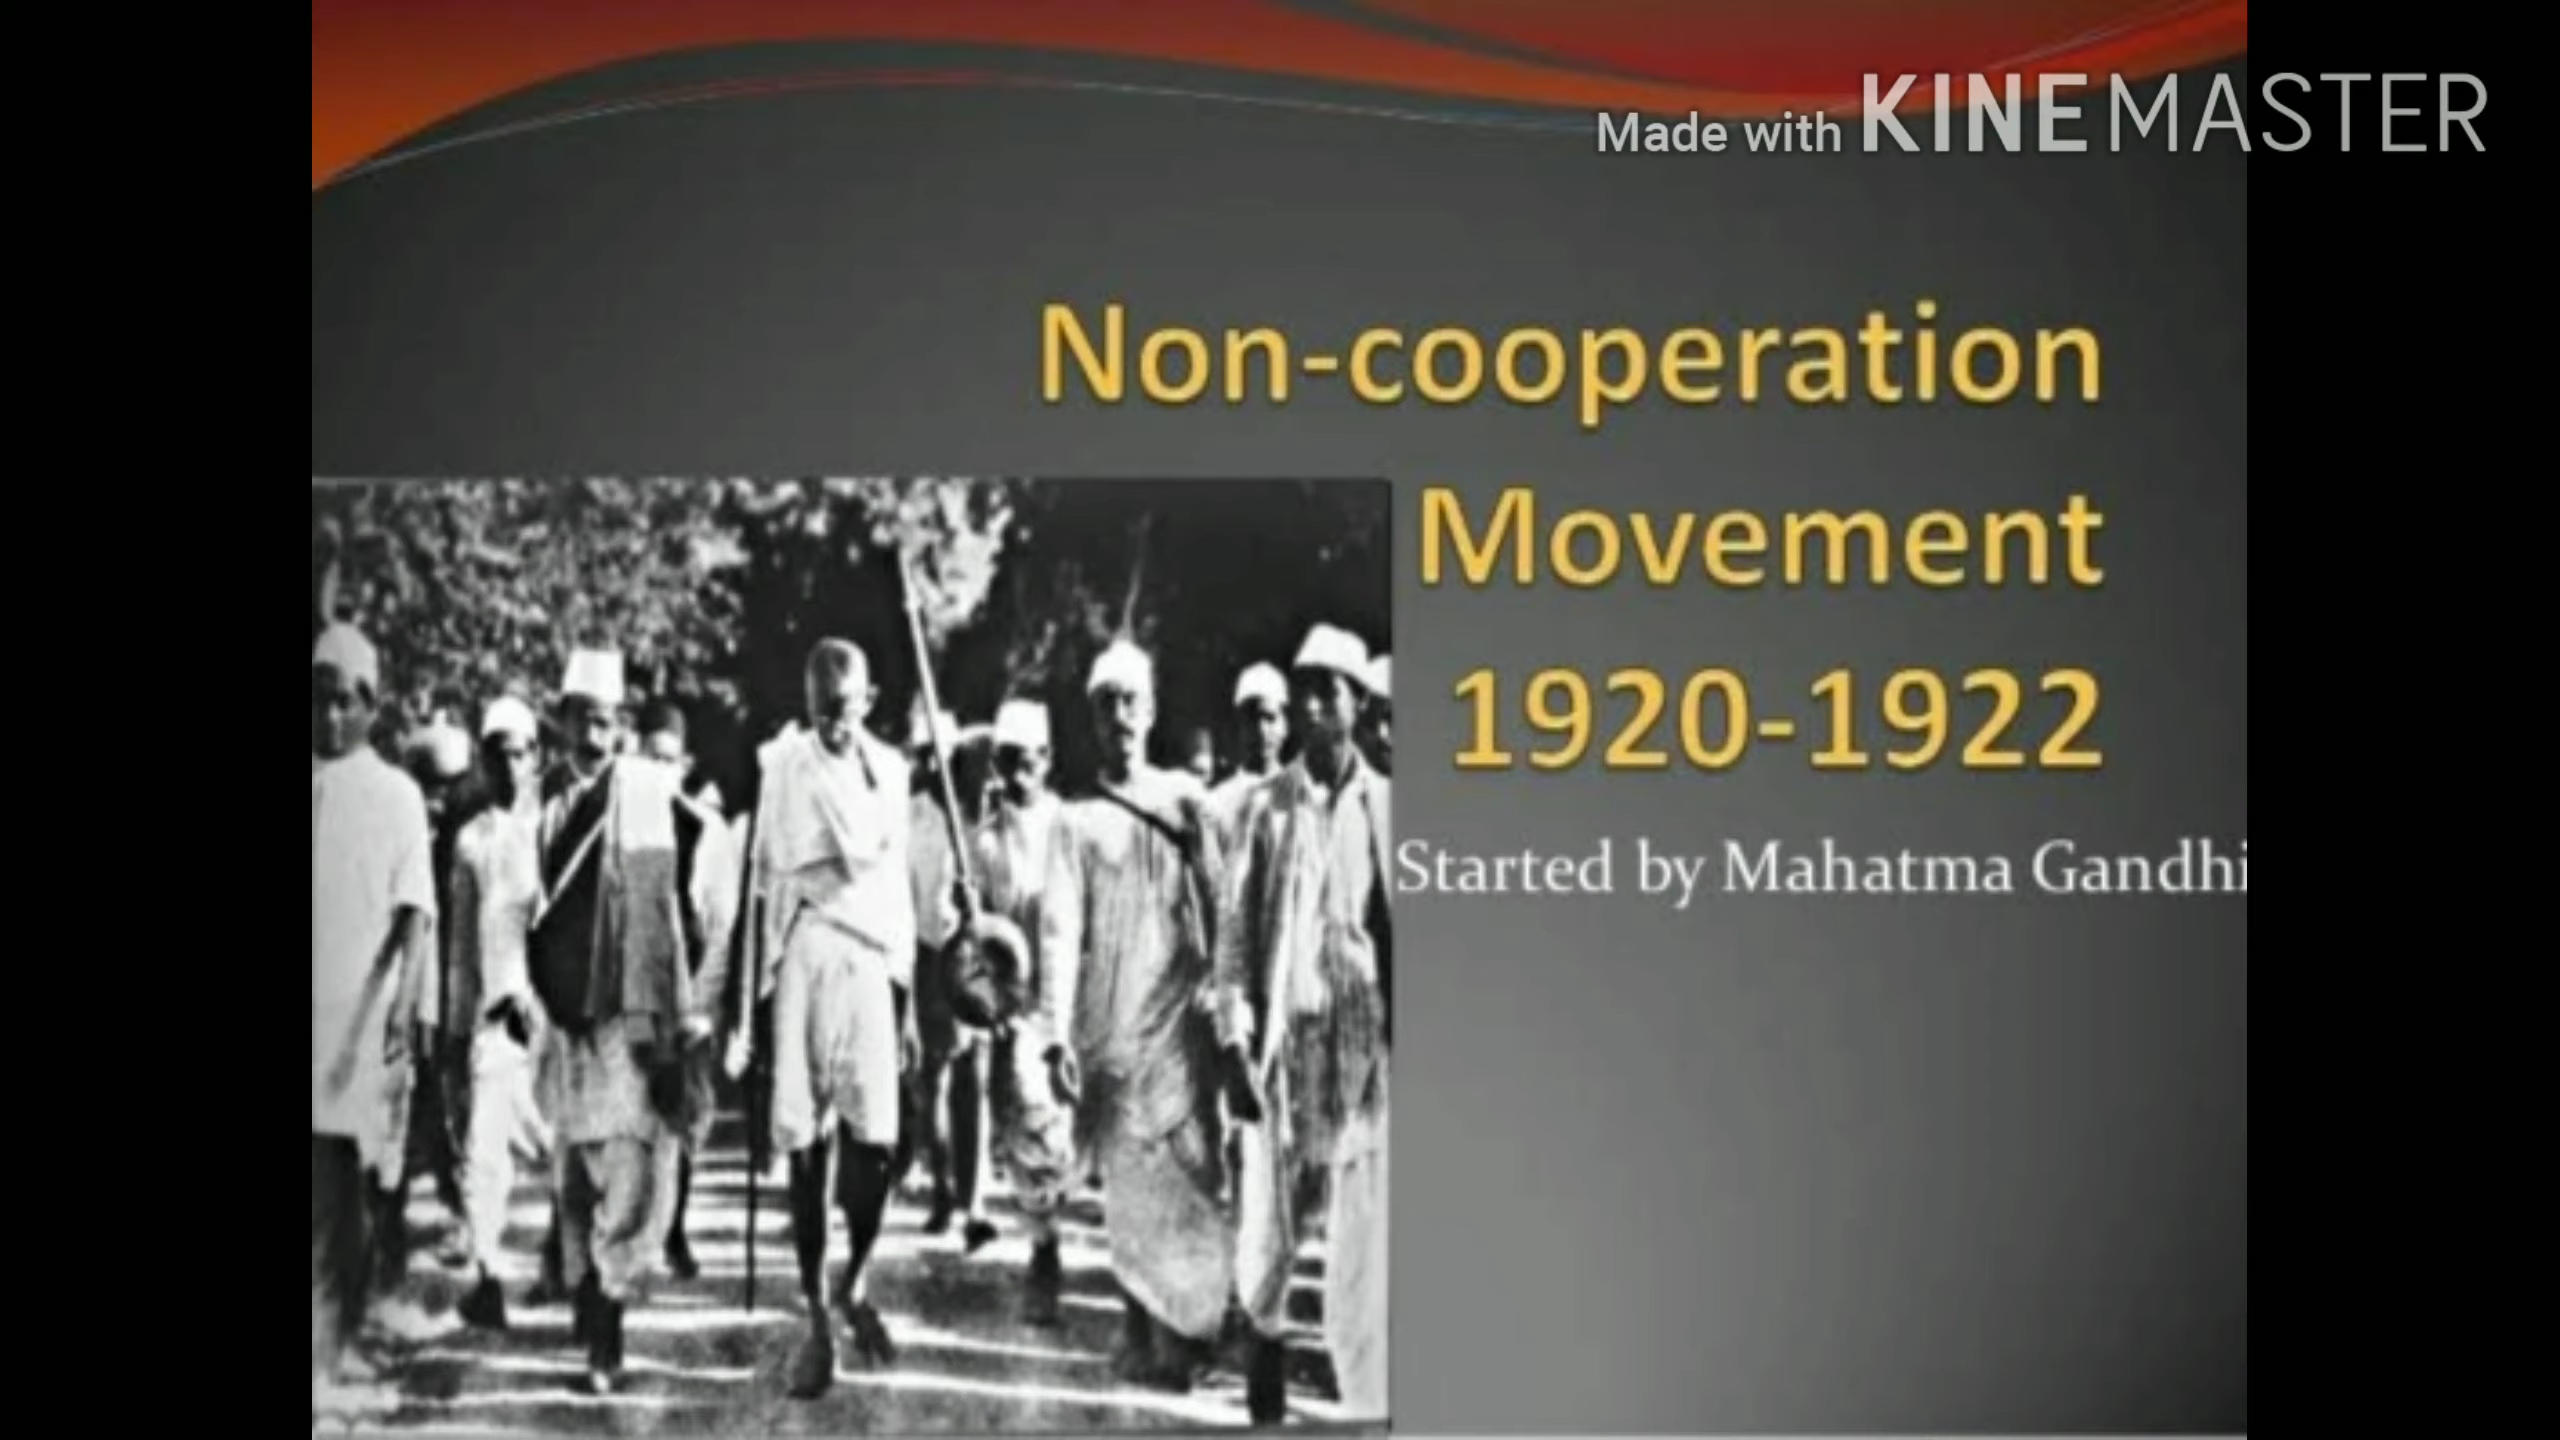 Made with KINEMASTER
Non-cooperation
Movement
1920-1922
Started by Mahatma Gandhi